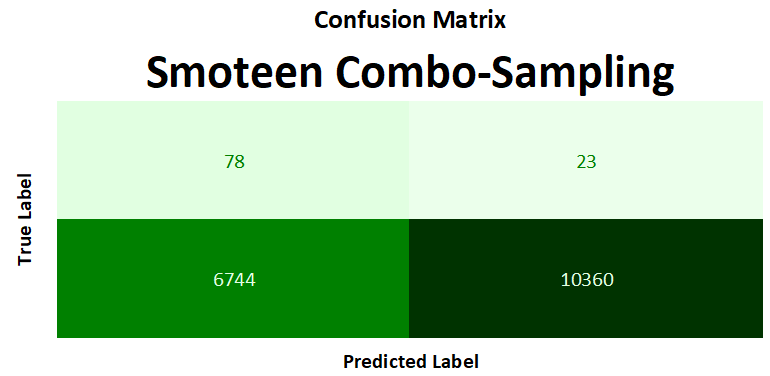 Confusion Matrix
Smoteen Combo-Sampling
78 23
True Label
6744 10360
Predicted Label